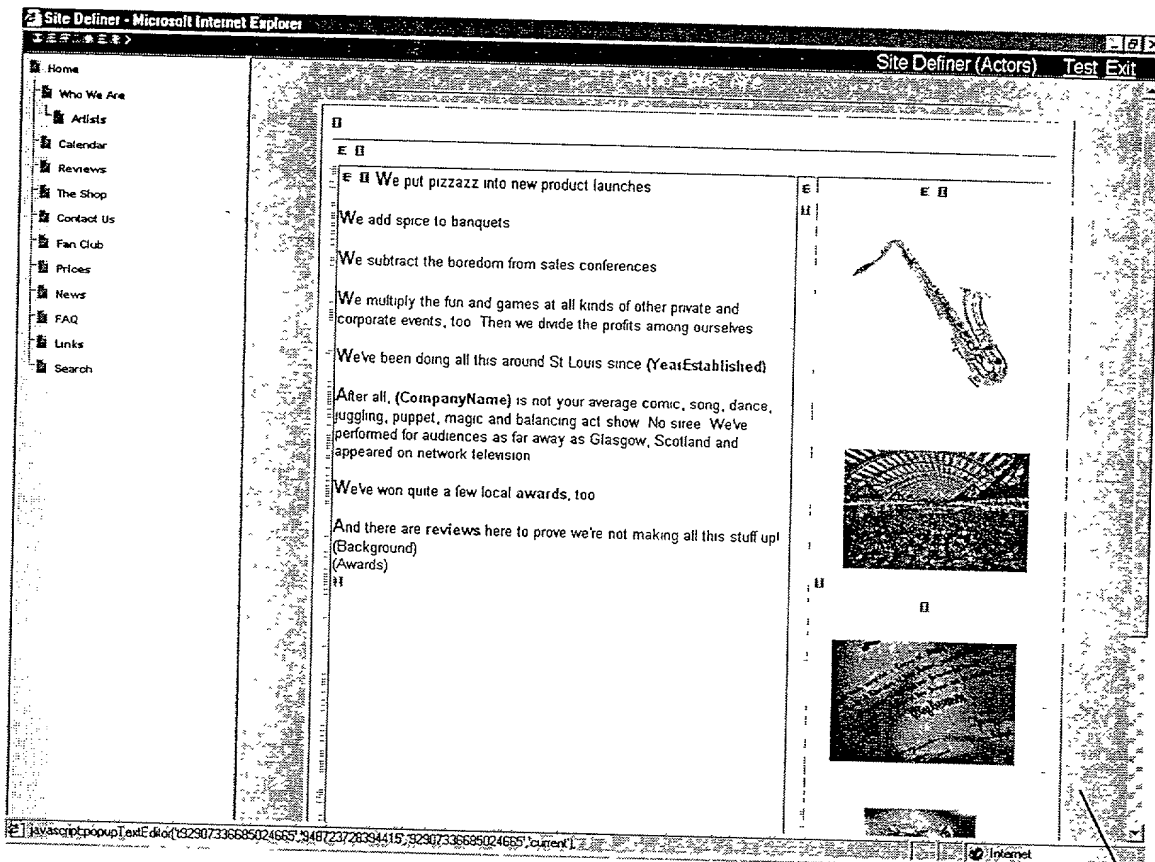 Site Definer - Microsoft Internet Explorer
Site Definer (Actors) Test Exit
Home
Who We Are
Artists
Calendar
Reviews
The Shop
Contact Us
Fan Club
Prices
News
FAQ
Links
Search
We put pizzazz into new product launches
We add spice to banquets
We subtract the boredom from sales conferences
We multiply the fun and games at all kinds of other private and
corporate events, too Then we divide the profits among ourselves
We've been doing all this around St Louis since (YearEstablished)
After all, (CompanyName) is not your average comic, song, dance,
juggling, puppet, magic and balancing act show No siree We've
performed for audiences as far away as Glasgow, Scotland and
appeared on network television
We've won quite a few local awards, too
And there are reviews here to prove we're not making all this stuff up!
(Background)
(Awards)
javascript:popupTextEditor('t92907336685024665','948723728394415','92907336685024665','current')
Internet